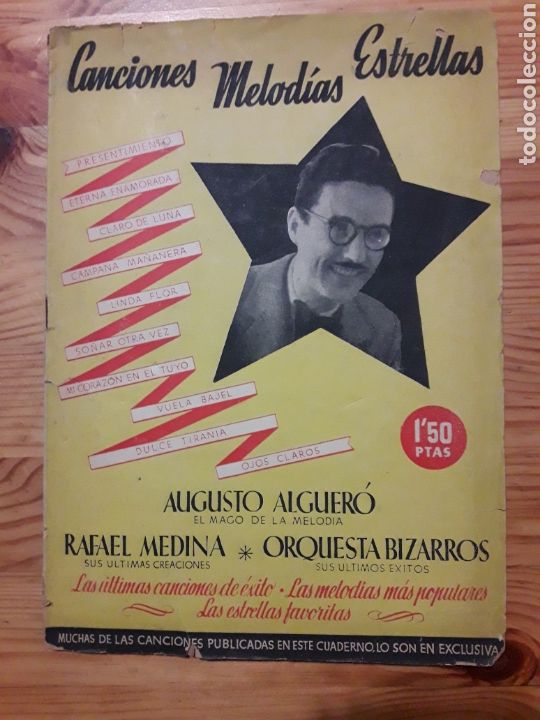 Canciones Melodías Estrellas
PRESENTIMIENTO
ETERNA ENAMORADA
CLARO DE LUNA
CAMPANA MAÑANERA
LINDA FLOR
SOÑAR OTRA VEZ
MI CORAZÓN EN EL TUYO
VUELA BAJEL
DULCE TIRANIA
OJOS CLAROS
1'50
PTAS
AUGUSTO ALGUERÓ
EL MAGO DE LA MELODIA
RAFAEL MEDINA * ORQUESTA BIZARROS
SUS ULTIMAS CREACIONES SUS ULTIMOS EXITOS
Las últimas canciones de éxito · Las melodías más populares
Las estrellas favoritas
MUCHAS DE LAS CANCIONES PUBLICADAS EN ESTE CUADERNO, LO SON EN EXCLUSIVA
todocoleccion